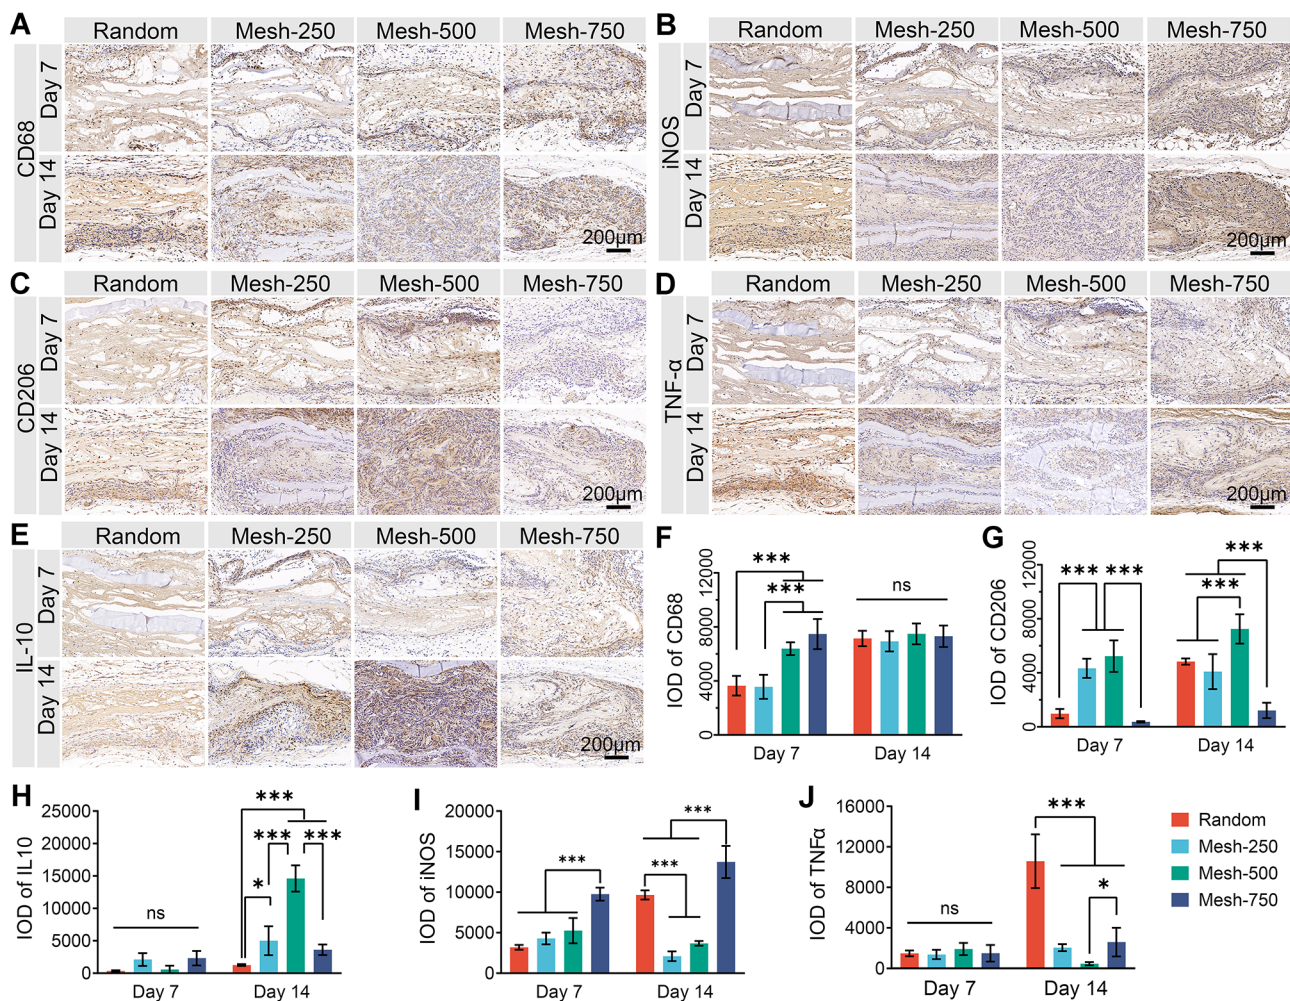 A
Random Mesh-250 Mesh-500 Mesh-750
CD68
Day 7
Day 14
200μm
B
Random Mesh-250 Mesh-500 Mesh-750
iNOS
Day 7
Day 14
200μm
C
Random Mesh-250 Mesh-500 Mesh-750
CD206
Day 7
Day 14
200μm
D
Random Mesh-250 Mesh-500 Mesh-750
TNF-α
Day 7
Day 14
200μm
E
Random Mesh-250 Mesh-500 Mesh-750
IL-10
Day 7
Day 14
200μm
F
IOD of CD68
12000
8000
4000
0
***
***
ns
Day 7 Day 14
G
IOD of CD206
12000
8000
4000
0
*** ***
***
***
Day 7 Day 14
H
IOD of IL10
25000
20000
15000
10000
5000
0
ns
***
*** ***
*
Day 7 Day 14
I
IOD of iNOS
20000
15000
10000
5000
0
***
***
***
Day 7 Day 14
J
IOD of TNFα
16000
12000
8000
4000
0
ns
***
*
Day 7 Day 14
Random
Mesh-250
Mesh-500
Mesh-750